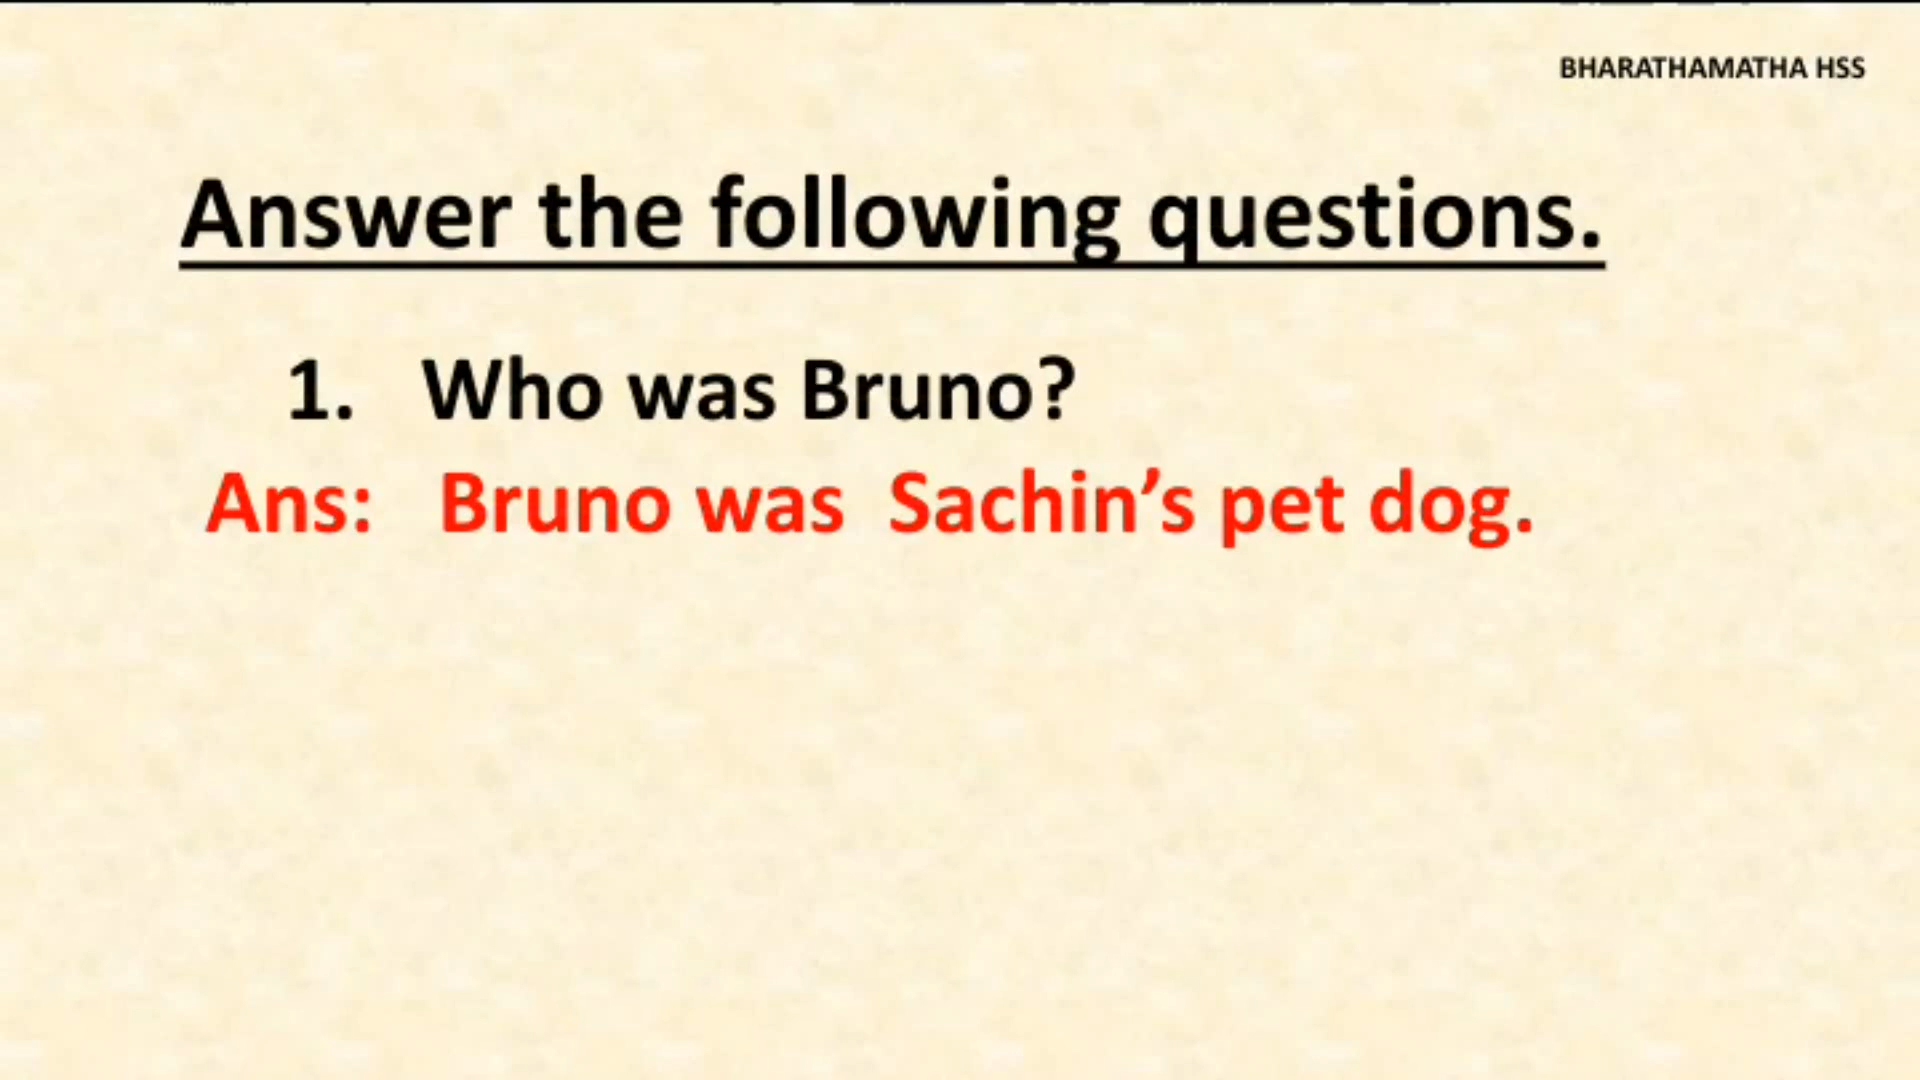 BHARATHAMATHA HSS
Answer the following questions.
1. Who was Bruno?
Ans: Bruno was Sachin’s pet dog.